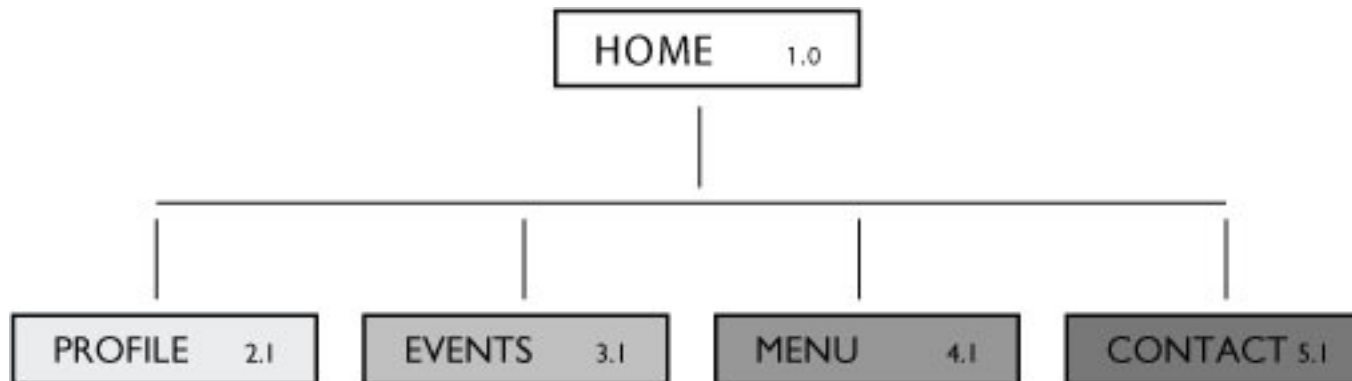 HOME 1.0
PROFILE 2.1
EVENTS 3.1
MENU 4.1
CONTACT 5.1